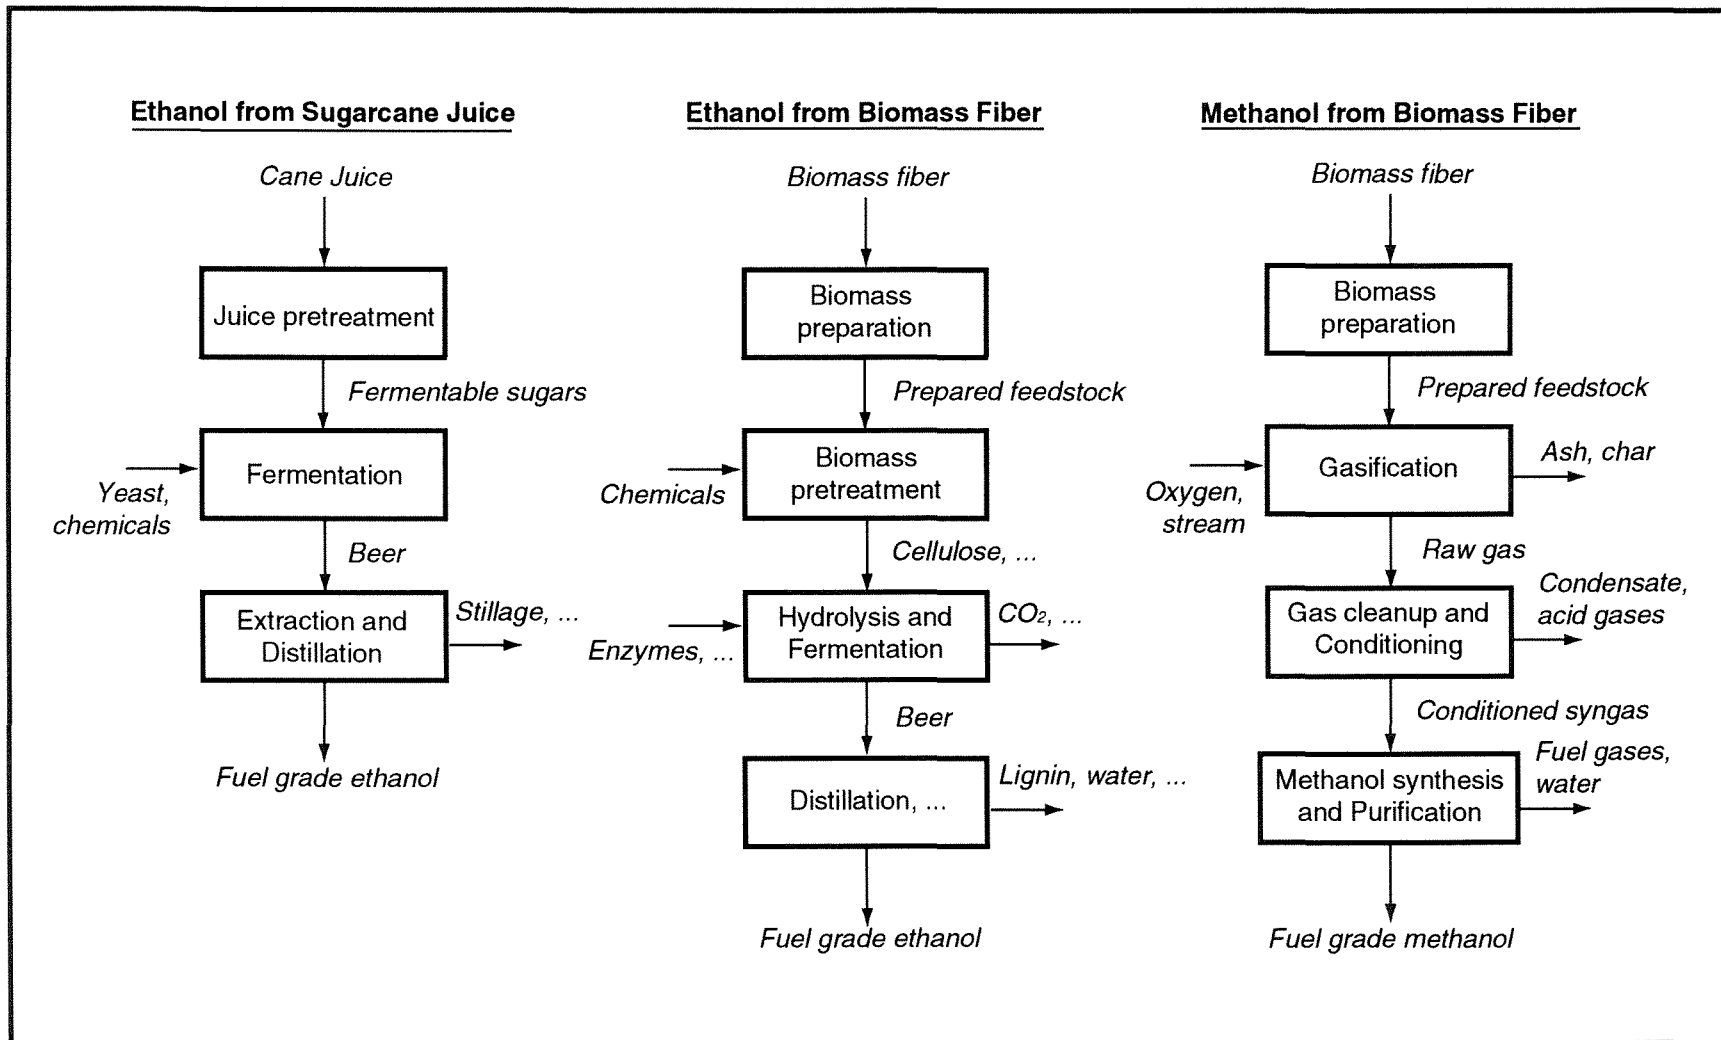 Ethanol from Sugarcane Juice
Cane Juice
Juice pretreatment
Fermentable sugars
Fermentation
Yeast,
chemicals
Beer
Extraction and
Distillation
Stillage, ...
Fuel grade ethanol
Ethanol from Biomass Fiber
Biomass fiber
Biomass
preparation
Prepared feedstock
Biomass
pretreatment
Chemicals
Cellulose, ...
Hydrolysis and
Fermentation
Enzymes, ...
CO₂, ...
Beer
Distillation, ...
Lignin, water, ...
Fuel grade ethanol
Methanol from Biomass Fiber
Biomass fiber
Biomass
preparation
Prepared feedstock
Gasification
Oxygen,
stream
Ash, char
Raw gas
Gas cleanup and
Conditioning
Condensate,
acid gases
Conditioned syngas
Methanol synthesis
and Purification
Fuel gases,
water
Fuel grade methanol